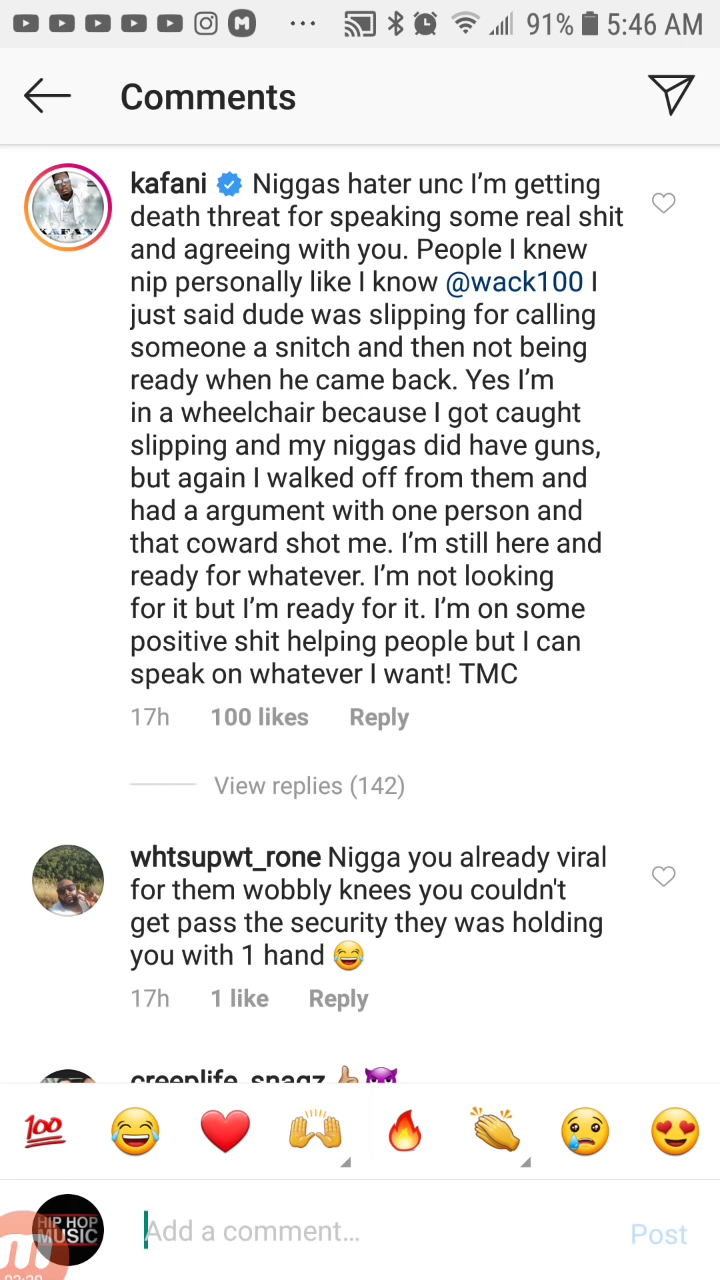 91% 5:46 AM
Comments
kafani Niggas hater unc I’m getting
death threat for speaking some real shit
and agreeing with you. People I knew
nip personally like I know @wack100 I
just said dude was slipping for calling
someone a snitch and then not being
ready when he came back. Yes I’m
in a wheelchair because I got caught
slipping and my niggas did have guns,
but again I walked off from them and
had a argument with one person and
that coward shot me. I’m still here and
ready for whatever. I’m not looking
for it but I’m ready for it. I’m on some
positive shit helping people but I can
speak on whatever I want! TMC
17h 100 likes Reply
View replies (142)
whtsupwt_rone Nigga you already viral
for them wobbly knees you couldn't
get pass the security they was holding
you with 1 hand 😂
17h 1 like Reply
creeplife_snagz 👍😈
💯 😂 ❤️ 🙌 🔥 👏 😢 😍
HIP HOP
MUSIC
Add a comment... Post